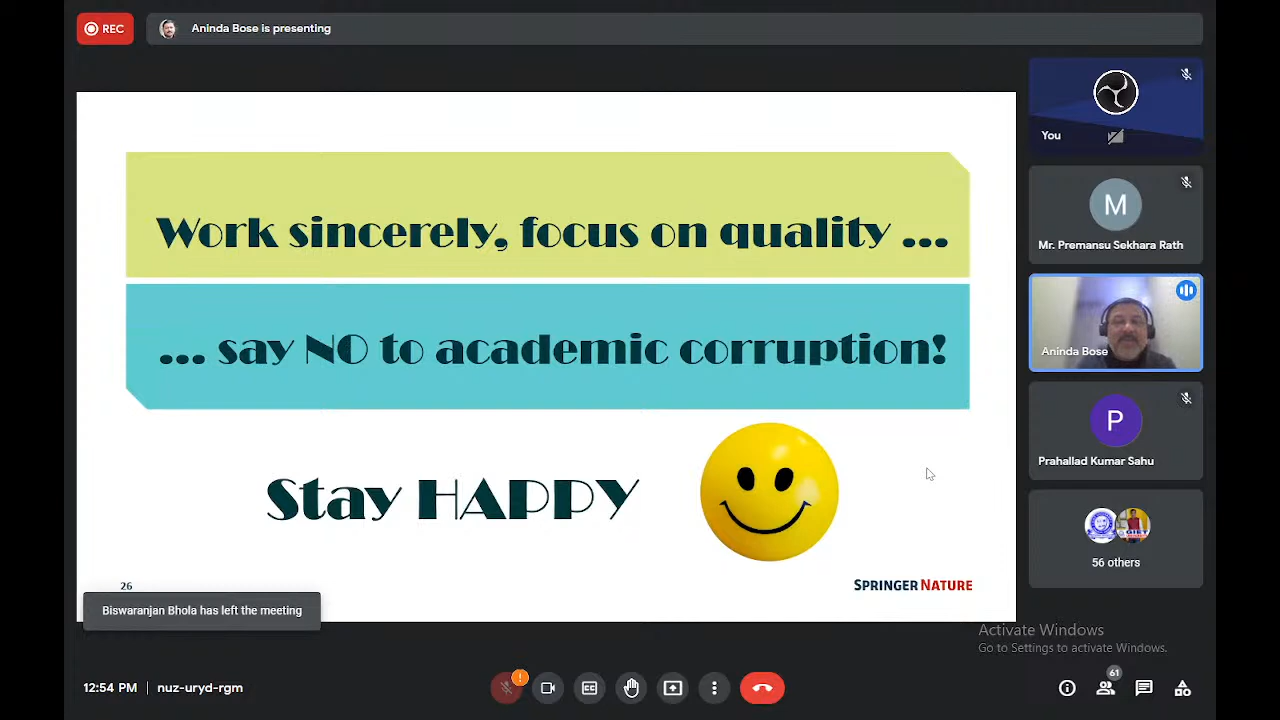 REC
Aninda Bose is presenting
Work sincerely, focus on quality ...
... say NO to academic corruption!
Stay HAPPY
26
SPRINGER NATURE
Biswaranjan Bhola has left the meeting
You
M
Mr. Premansu Sekhara Rath
Aninda Bose
P
Prahallad Kumar Sahu
GIET
56 others
Activate Windows
Go to Settings to activate Windows.
12:54 PM | nuz-uryd-rgm
CC
61